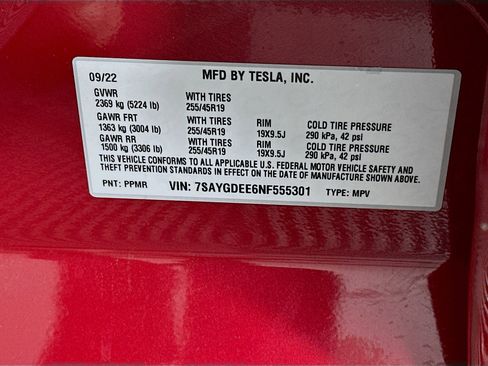 09/22 MFD BY TESLA, INC.
GVWR
2369 kg (5224 lb) WITH TIRES 255/45R19
GAWR FRT
1363 kg (3004 lb) WITH TIRES 255/45R19 RIM 19X9.5J COLD TIRE PRESSURE 290 kPa, 42 psi
GAWR RR
1500 kg (3306 lb) WITH TIRES 255/45R19 RIM 19X9.5J COLD TIRE PRESSURE 290 kPa, 42 psi
THIS VEHICLE CONFORMS TO ALL APPLICABLE U.S. FEDERAL MOTOR VEHICLE SAFETY AND
THEFT PREVENTION STANDARDS IN EFFECT ON THE DATE OF MANUFACTURE SHOWN ABOVE.
PNT: PPMR VIN: 7SAYGDEE6NF555301 TYPE: MPV